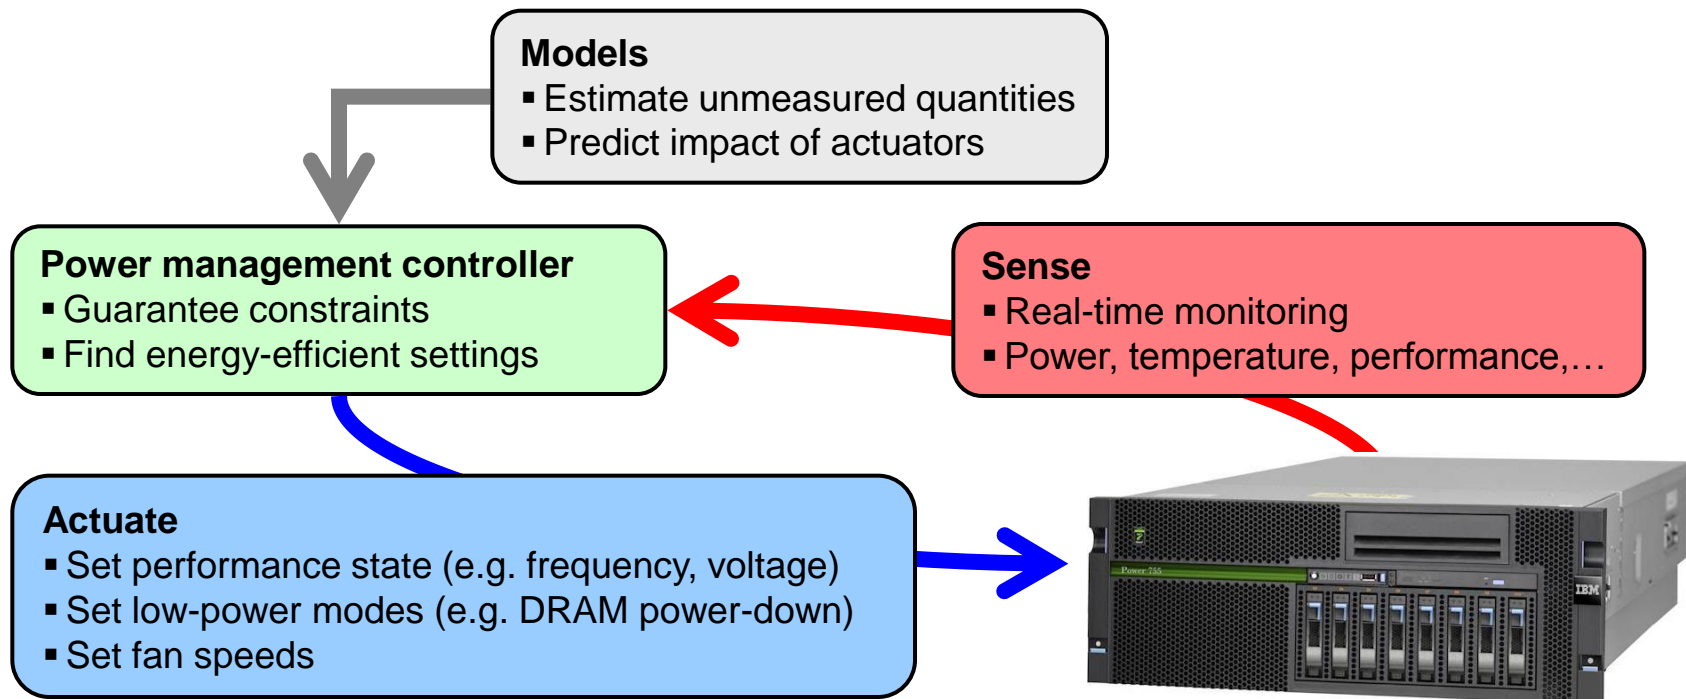 Models
▪ Estimate unmeasured quantities
▪ Predict impact of actuators
Power management controller
▪ Guarantee constraints
▪ Find energy-efficient settings
Sense
▪ Real-time monitoring
▪ Power, temperature, performance,…
Actuate
▪ Set performance state (e.g. frequency, voltage)
▪ Set low-power modes (e.g. DRAM power-down)
▪ Set fan speeds
Power 755
IBM